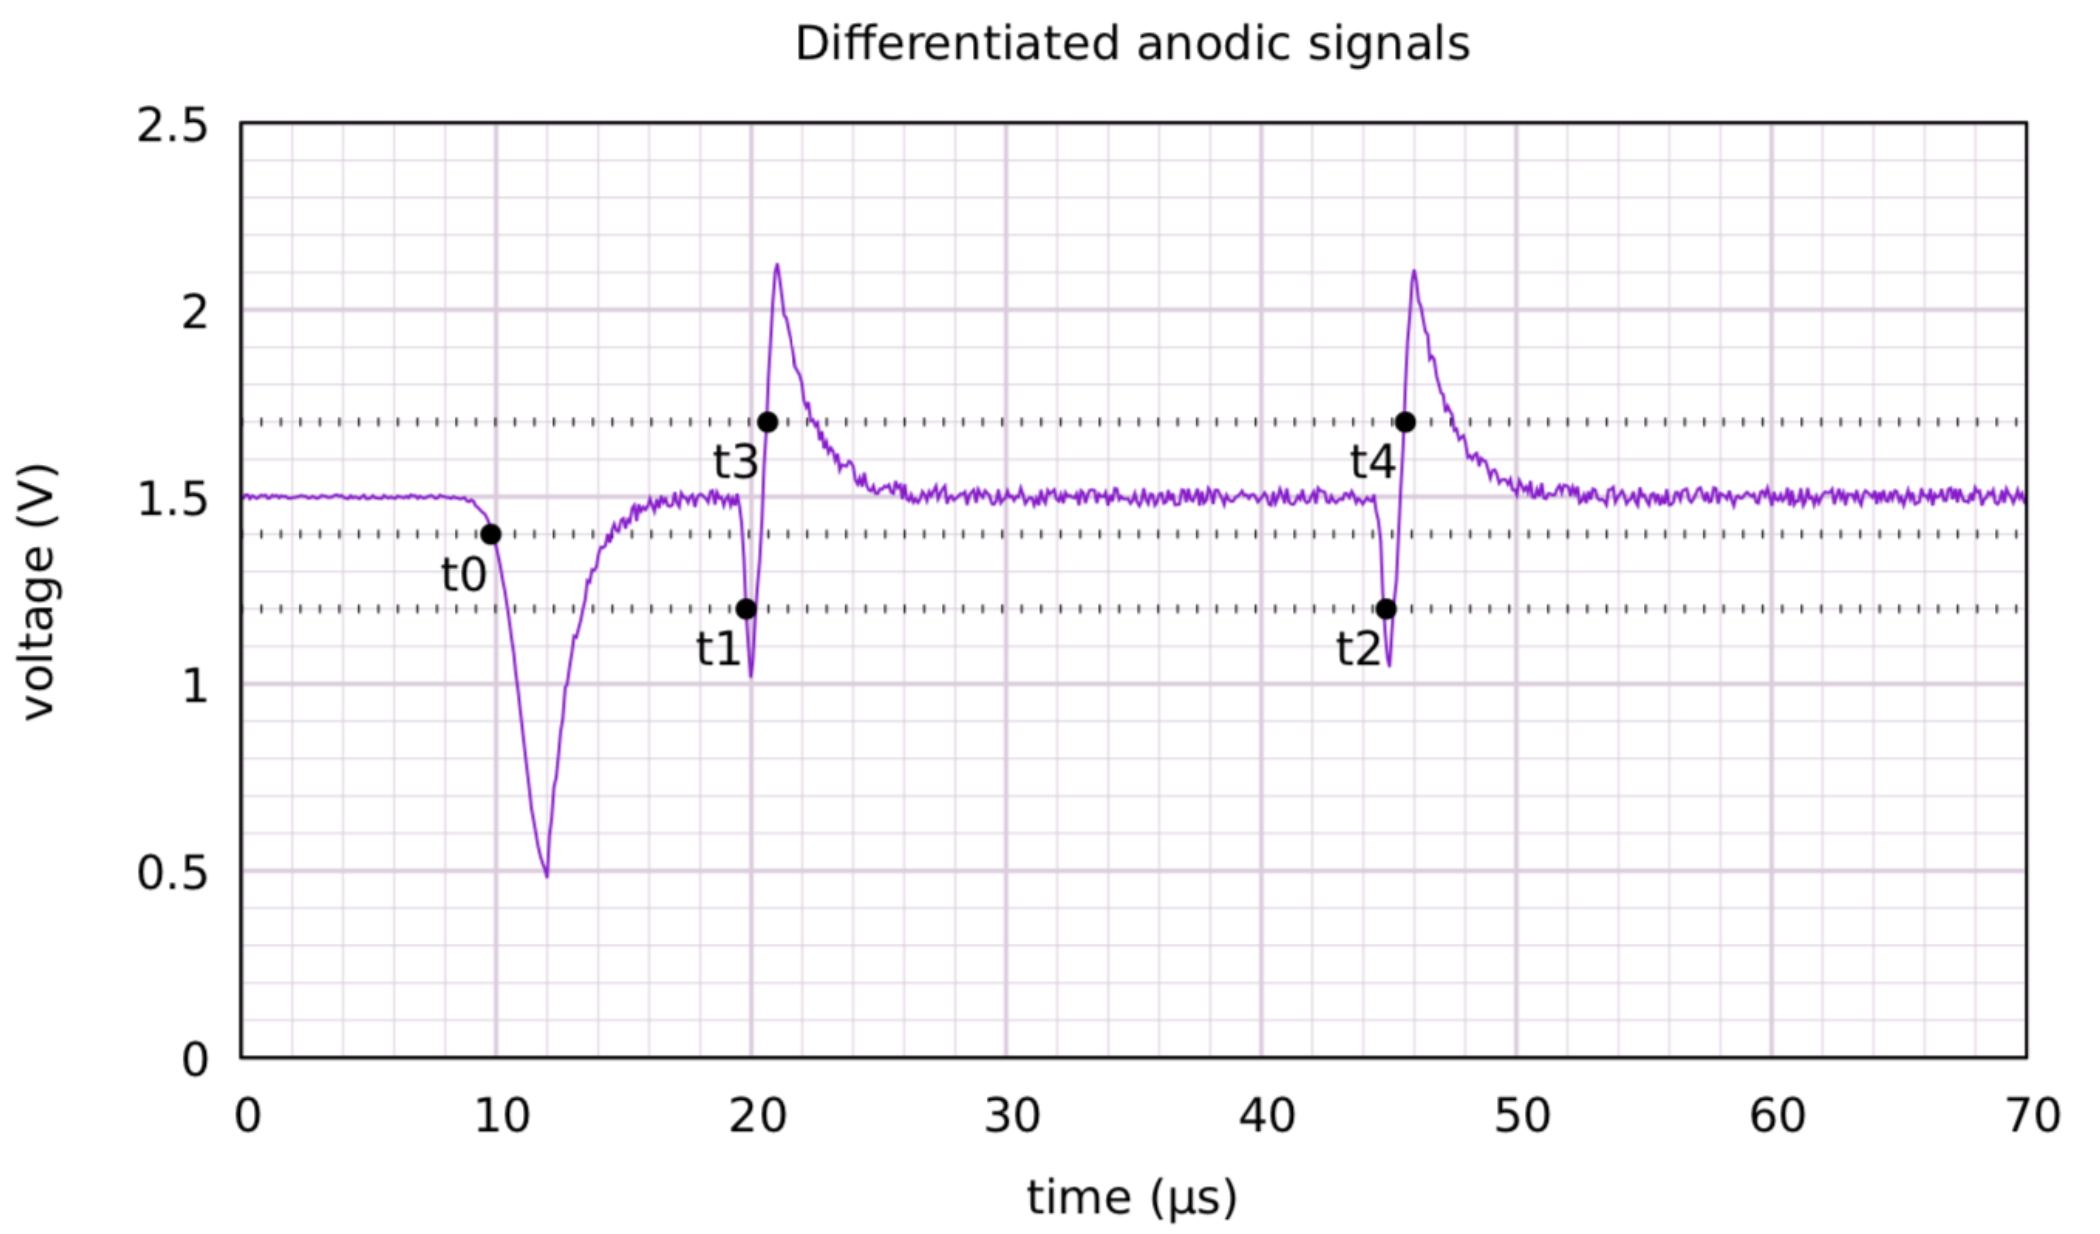 Differentiated anodic signals
2.5
2
1.5
1
0.5
0
voltage (V)
t0
t1
t3
t2
t4
0 10 20 30 40 50 60 70
time (μs)